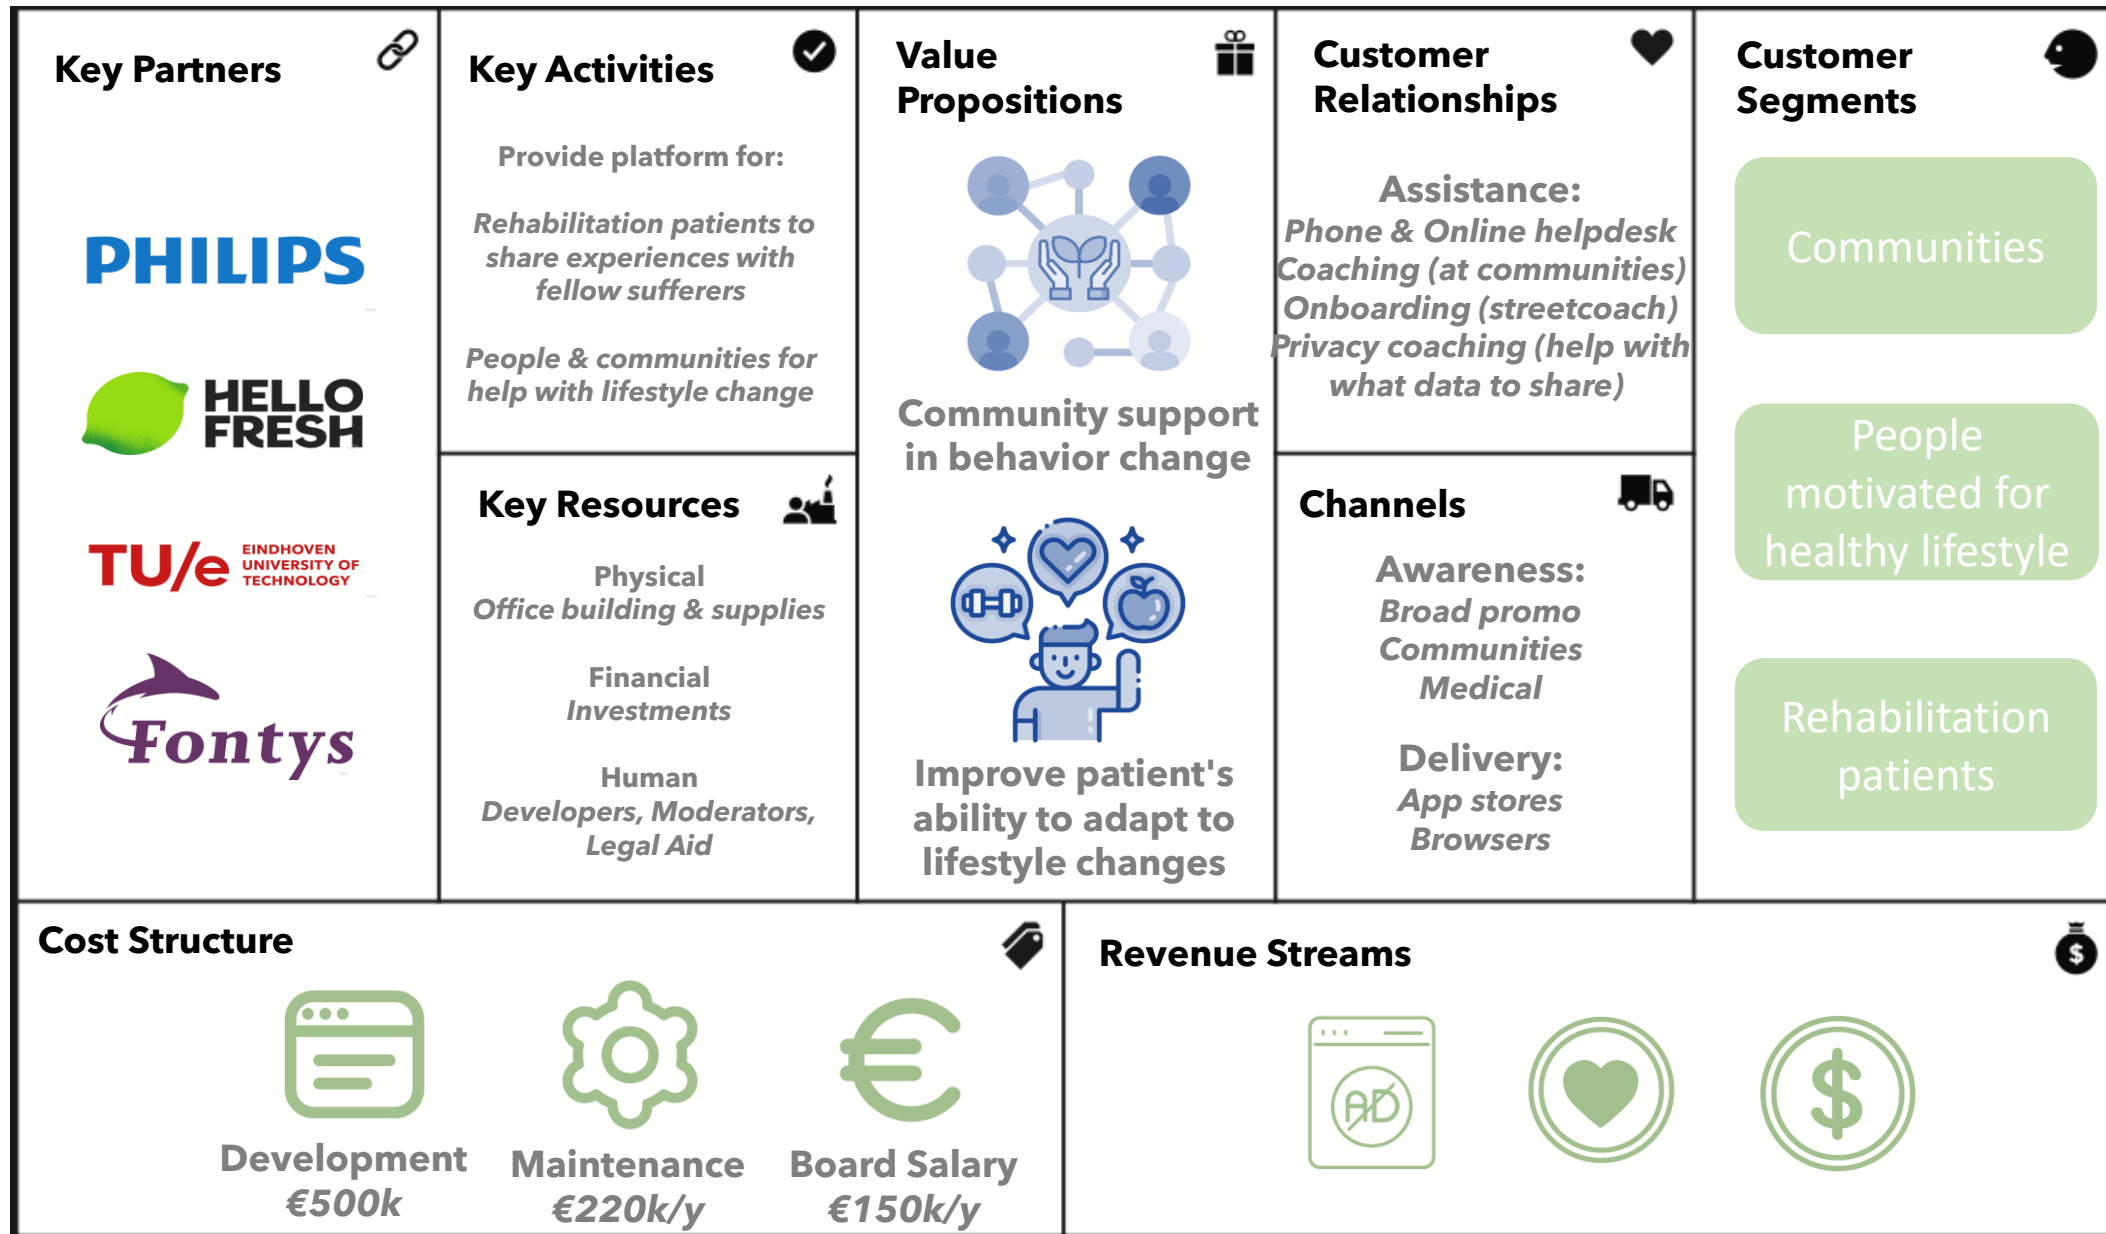 Key Partners
PHILIPS
HELLO
FRESH
TU/e
EINDHOVEN
UNIVERSITY OF
TECHNOLOGY
Fontys
Key Activities
Provide platform for:
Rehabilitation patients to
share experiences with
fellow sufferers
People & communities for
help with lifestyle change
Key Resources
Physical
Office building & supplies
Financial
Investments
Human
Developers, Moderators,
Legal Aid
Value
Propositions
Community support
in behavior change
Improve patient's
ability to adapt to
lifestyle changes
Customer
Relationships
Assistance:
Phone & Online helpdesk
Coaching (at communities)
Onboarding (streetcoach)
Privacy coaching (help with
what data to share)
Channels
Awareness:
Broad promo
Communities
Medical
Delivery:
App stores
Browsers
Customer
Segments
Communities
People
motivated for
healthy lifestyle
Rehabilitation
patients
Cost Structure
Development
€500k
Maintenance
€220k/y
Board Salary
€150k/y
Revenue Streams
AD